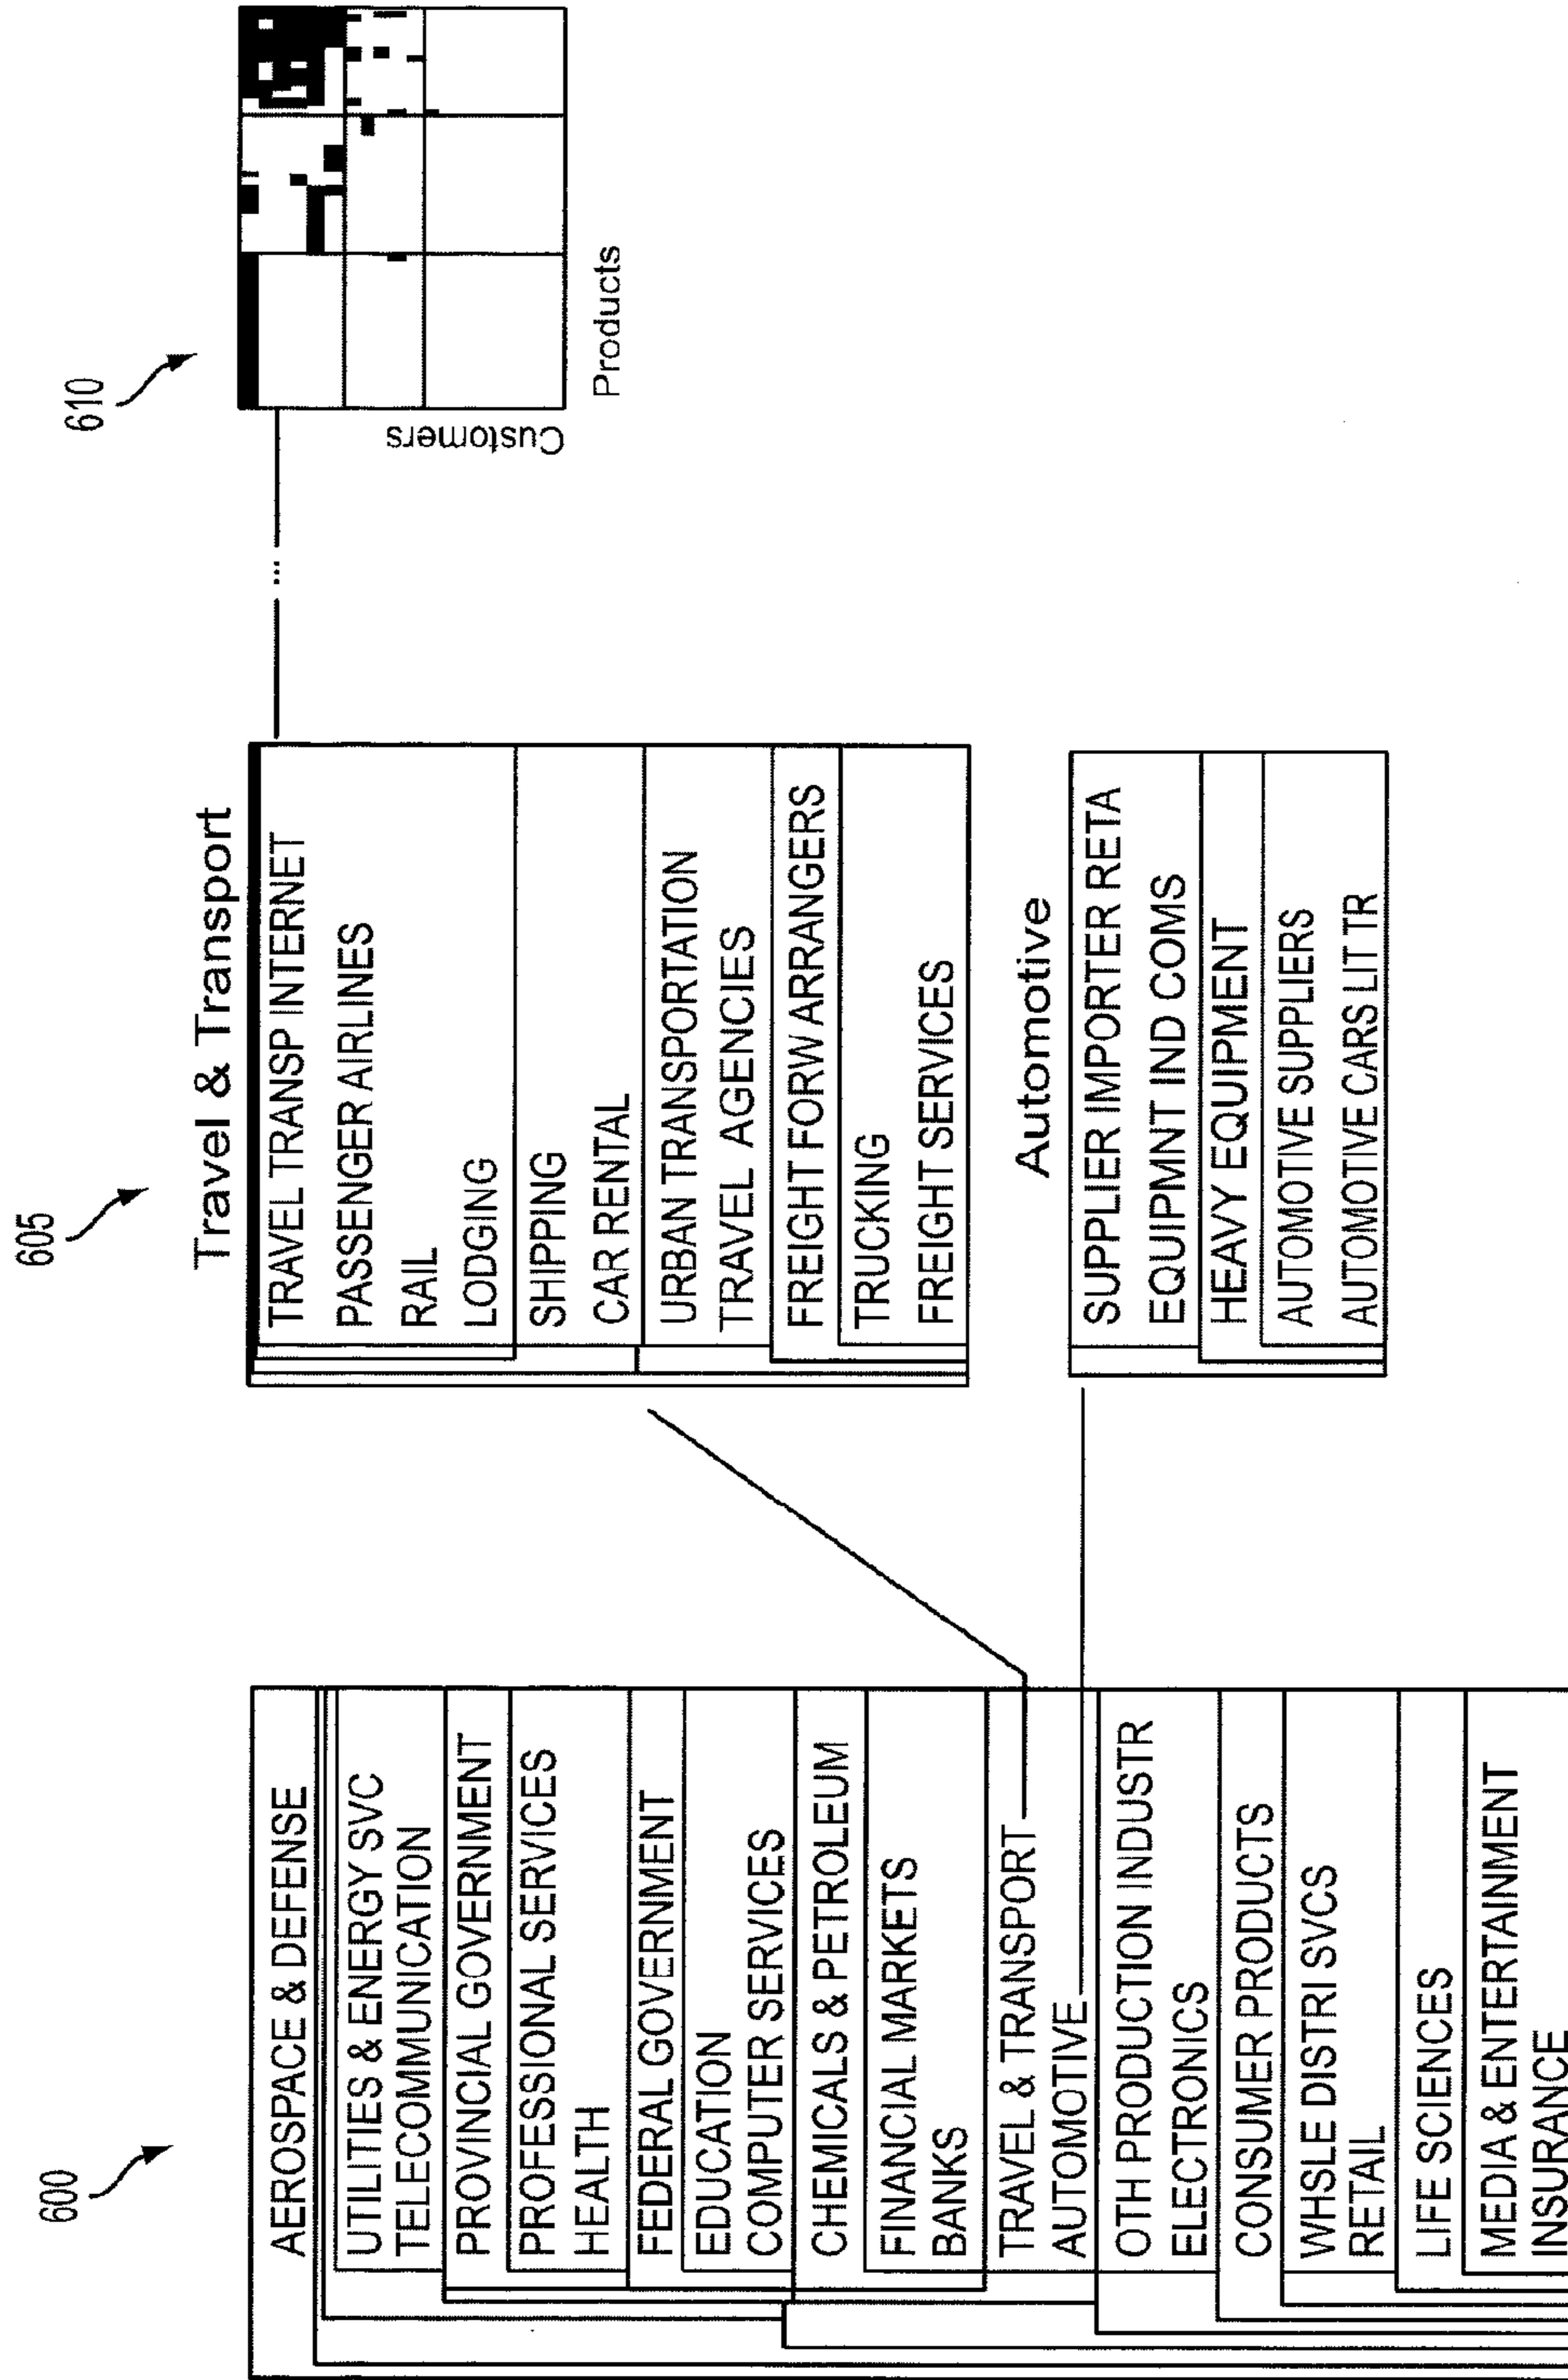 600
AEROSPACE & DEFENSE
UTILITIES & ENERGY SVC
TELECOMMUNICATION
PROVINCIAL GOVERNMENT
PROFESSIONAL SERVICES
HEALTH
FEDERAL GOVERNMENT
EDUCATION
COMPUTER SERVICES
CHEMICALS & PETROLEUM
FINANCIAL MARKETS
BANKS
TRAVEL & TRANSPORT
AUTOMOTIVE
OTH PRODUCTION INDUSTR
ELECTRONICS
CONSUMER PRODUCTS
WHSLE DISTRI SVCS
RETAIL
LIFE SCIENCES
MEDIA & ENTERTAINMENT
INSURANCE
605
Travel & Transport
TRAVEL TRANSP INTERNET
PASSENGER AIRLINES
RAIL
LODGING
SHIPPING
CAR RENTAL
URBAN TRANSPORTATION
TRAVEL AGENCIES
FREIGHT FORW ARRANGERS
TRUCKING
FREIGHT SERVICES
Automotive
SUPPLIER IMPORTER RETA
EQUIPMNT IND COMS
HEAVY EQUIPMENT
AUTOMOTIVE SUPPLIERS
AUTOMOTIVE CARS LIT TR
...
610
Customers
Products